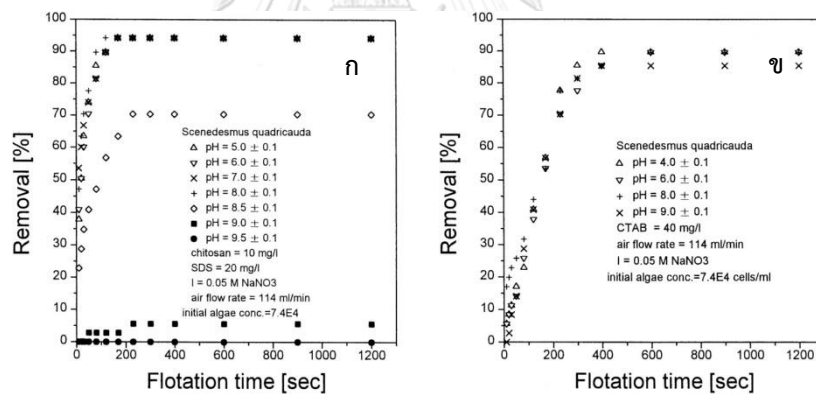 100
90
80
70
60
50
40
30
20
10
0
Removal [%]
ก
Scenedesmus quadricauda
pH = 5.0 ± 0.1
pH = 6.0 ± 0.1
pH = 7.0 ± 0.1
pH = 8.0 ± 0.1
pH = 8.5 ± 0.1
pH = 9.0 ± 0.1
pH = 9.5 ± 0.1
chitosan = 10 mg/l
SDS = 20 mg/l
I = 0.05 M NaNO3
air flow rate = 114 ml/min
initial algae conc.=7.4E4
0 200 400 600 800 1000 1200
Flotation time [sec]
100
90
80
70
60
50
40
30
20
10
0
Removal [%]
ข
Scenedesmus quadricauda
pH = 4.0 ± 0.1
pH = 6.0 ± 0.1
pH = 8.0 ± 0.1
pH = 9.0 ± 0.1
CTAB = 40 mg/l
air flow rate = 114 ml/min
I = 0.05 M NaNO3
initial algae conc.=7.4E4 cells/ml
0 200 400 600 800 1000 1200
Flotation time [sec]